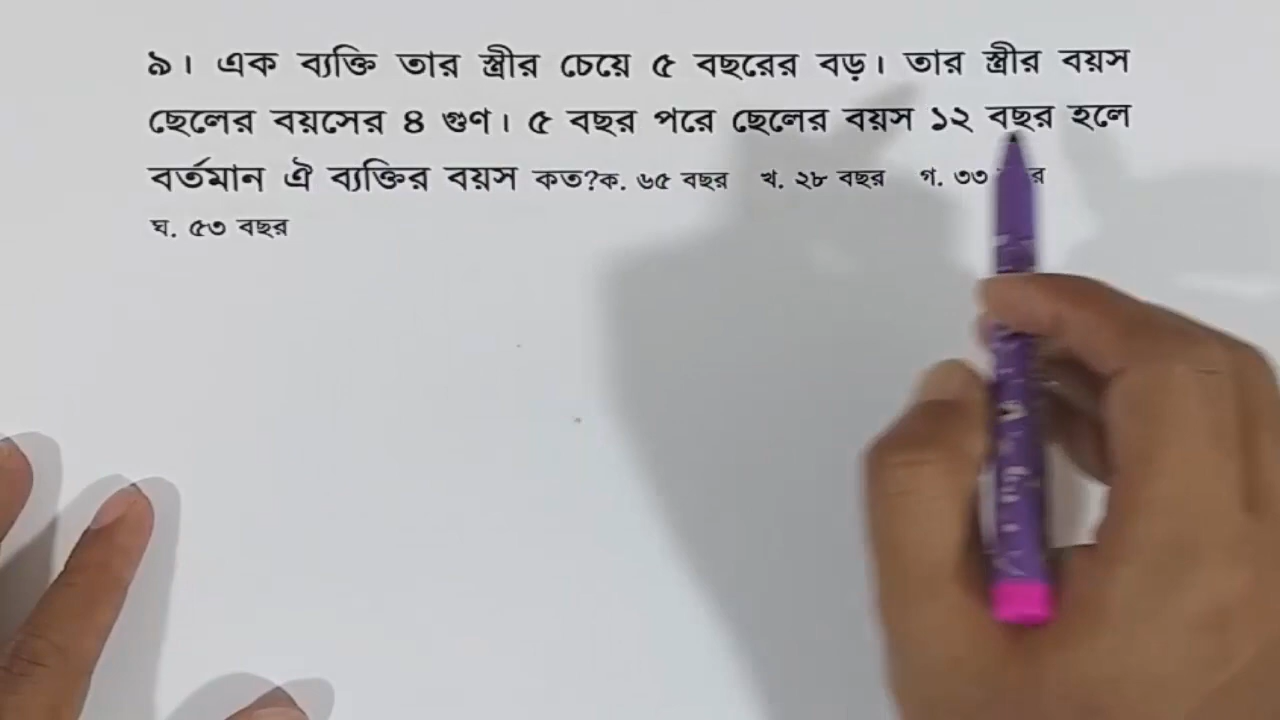 ৯। এক ব্যক্তি তার স্ত্রীর চেয়ে ৫ বছরের বড়। তার স্ত্রীর বয়স
ছেলের বয়সের ৪ গুণ। ৫ বছর পরে ছেলের বয়স ১২ বছর হলে
বর্তমান ঐ ব্যক্তির বয়স কত?ক. ৬৫ বছর খ. ২৮ বছর গ. ৩৩
ঘ. ৫৩ বছর